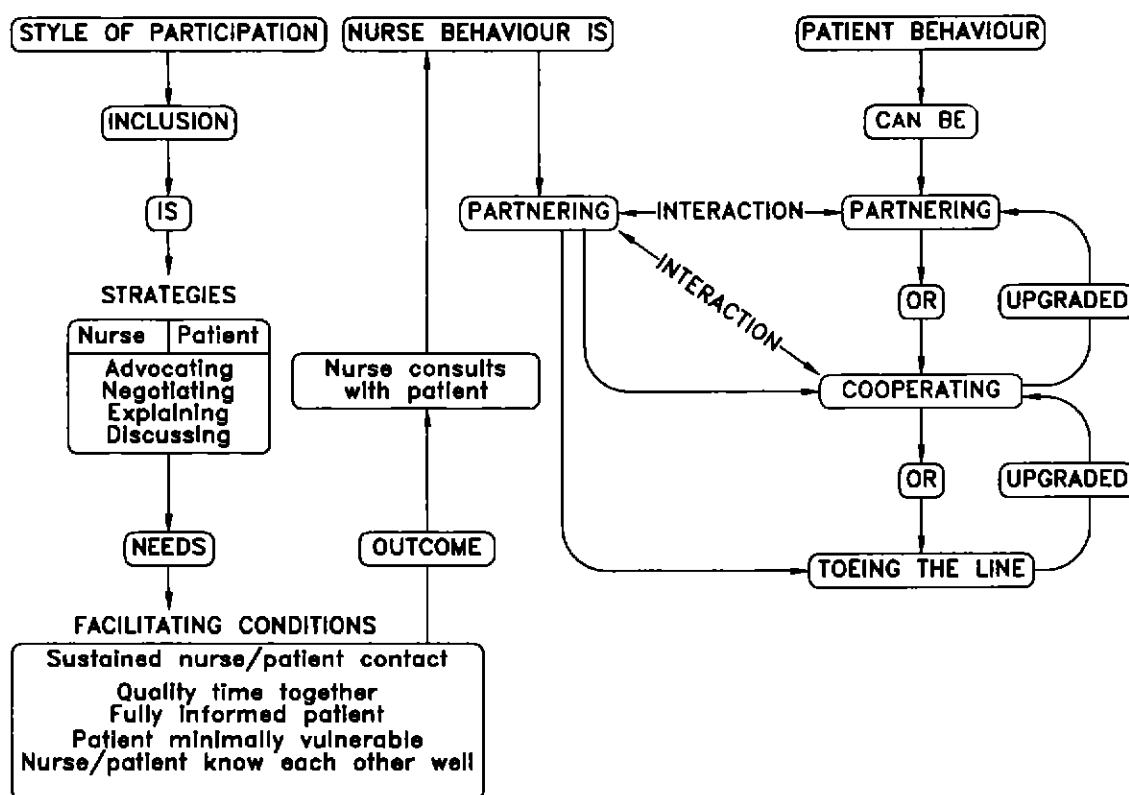 STYLE OF PARTICIPATION
INCLUSION
IS
STRATEGIES
Nurse Patient
Advocating
Negotiating
Explaining
Discussing
NEEDS
FACILITATING CONDITIONS
Sustained nurse/patient contact
Quality time together
Fully informed patient
Patient minimally vulnerable
Nurse/patient know each other well
OUTCOME
Nurse consults
with patient
NURSE BEHAVIOUR IS
PARTNERING
INTERACTION
INTERACTION
PATIENT BEHAVIOUR
CAN BE
PARTNERING
OR
UPGRADED
COOPERATING
OR
UPGRADED
TOEING THE LINE